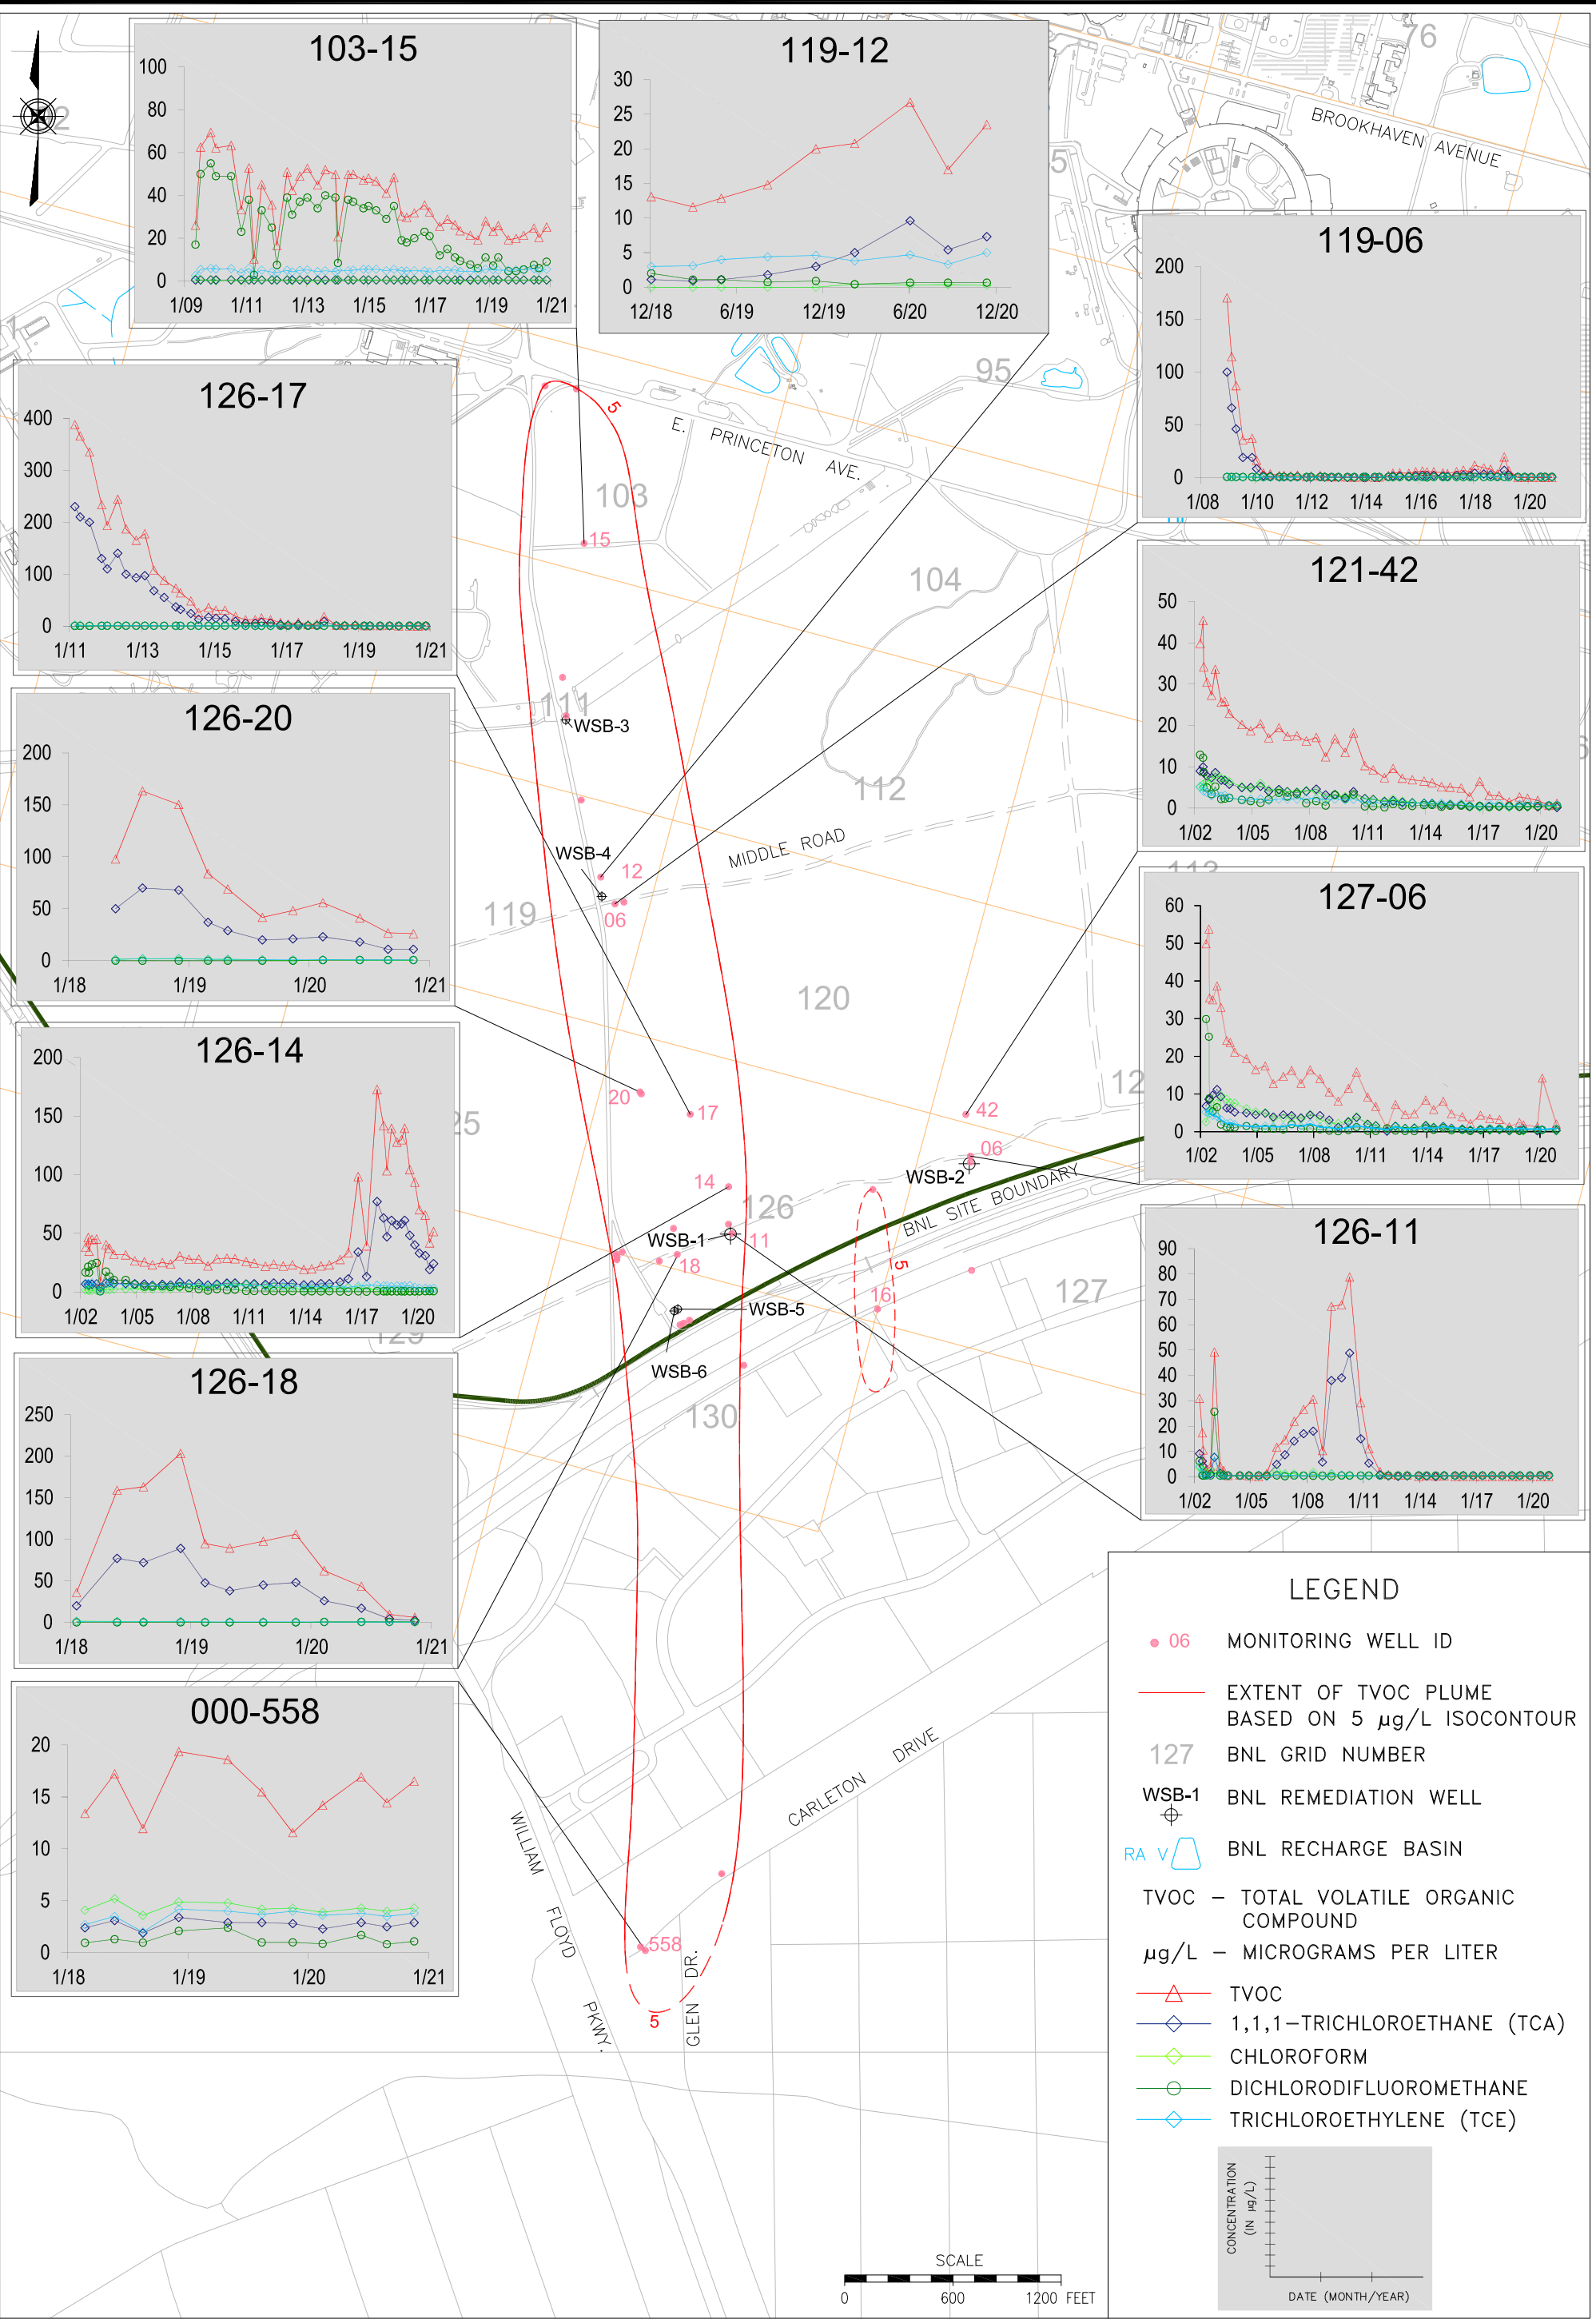 103-15
100
80
60
40
20
0
1/09 1/11 1/13 1/15 1/17 1/19 1/21
119-12
30
25
20
15
10
5
0
12/18 6/19 12/19 6/20 12/20
76
BROOKHAVEN AVENUE
119-06
200
150
100
50
0
1/08 1/10 1/12 1/14 1/16 1/18 1/20
126-17
400
300
200
100
0
1/11 1/13 1/15 1/17 1/19 1/21
95
5
E. PRINCETON AVE.
103
15
104
121-42
50
40
30
20
10
0
1/02 1/05 1/08 1/11 1/14 1/17 1/20
126-20
200
150
100
50
0
1/18 1/19 1/20 1/21
111
WSB-3
112
MIDDLE ROAD
WSB-4
12
119
06
127-06
60
50
40
30
20
10
0
1/02 1/05 1/08 1/11 1/14 1/17 1/20
120
126-14
200
150
100
50
0
1/02 1/05 1/08 1/11 1/14 1/17 1/20
20
17
42
06
WSB-2
14
126
BNL SITE BOUNDARY
WSB-1
11
18
5
16
127
WSB-5
WSB-6
130
126-11
90
80
70
60
50
40
30
20
10
0
1/02 1/05 1/08 1/11 1/14 1/17 1/20
126-18
250
200
150
100
50
0
1/18 1/19 1/20 1/21
000-558
20
15
10
5
0
1/18 1/19 1/20 1/21
WILLIAM FLOYD PKWY.
CARLETON DRIVE
558
GLEN DR.
5
LEGEND
06 MONITORING WELL ID
EXTENT OF TVOC PLUME
BASED ON 5 µg/L ISOCONTOUR
127 BNL GRID NUMBER
WSB-1 BNL REMEDIATION WELL
RA V BNL RECHARGE BASIN
TVOC – TOTAL VOLATILE ORGANIC
COMPOUND
µg/L – MICROGRAMS PER LITER
TVOC
1,1,1-TRICHLOROETHANE (TCA)
CHLOROFORM
DICHLORODIFLUOROMETHANE
TRICHLOROETHYLENE (TCE)
CONCENTRATION
(IN µg/L)
DATE (MONTH/YEAR)
SCALE
0 600 1200 FEET